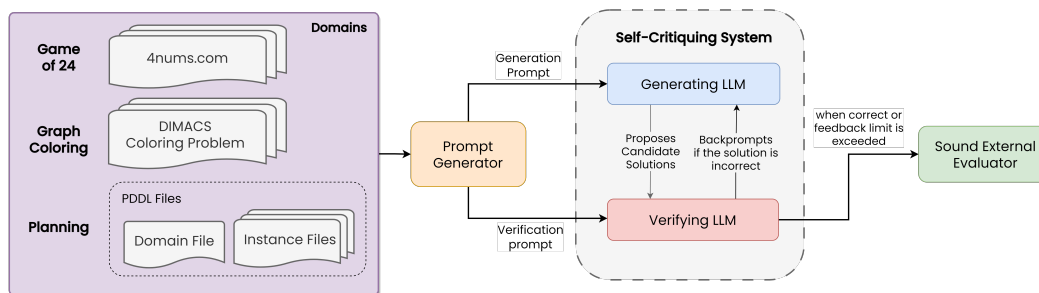 Domains
Game
of 24
4nums.com
Graph
Coloring
DIMACS
Coloring Problem
Planning
PDDL Files
Domain File
Instance Files
Prompt
Generator
Generation
Prompt
Verification
prompt
Self-Critiquing System
Generating LLM
Proposes
Candidate
Solutions
Backprompts
if the solution is
incorrect
Verifying LLM
when correct or
feedback limit is
exceeded
Sound External
Evaluator